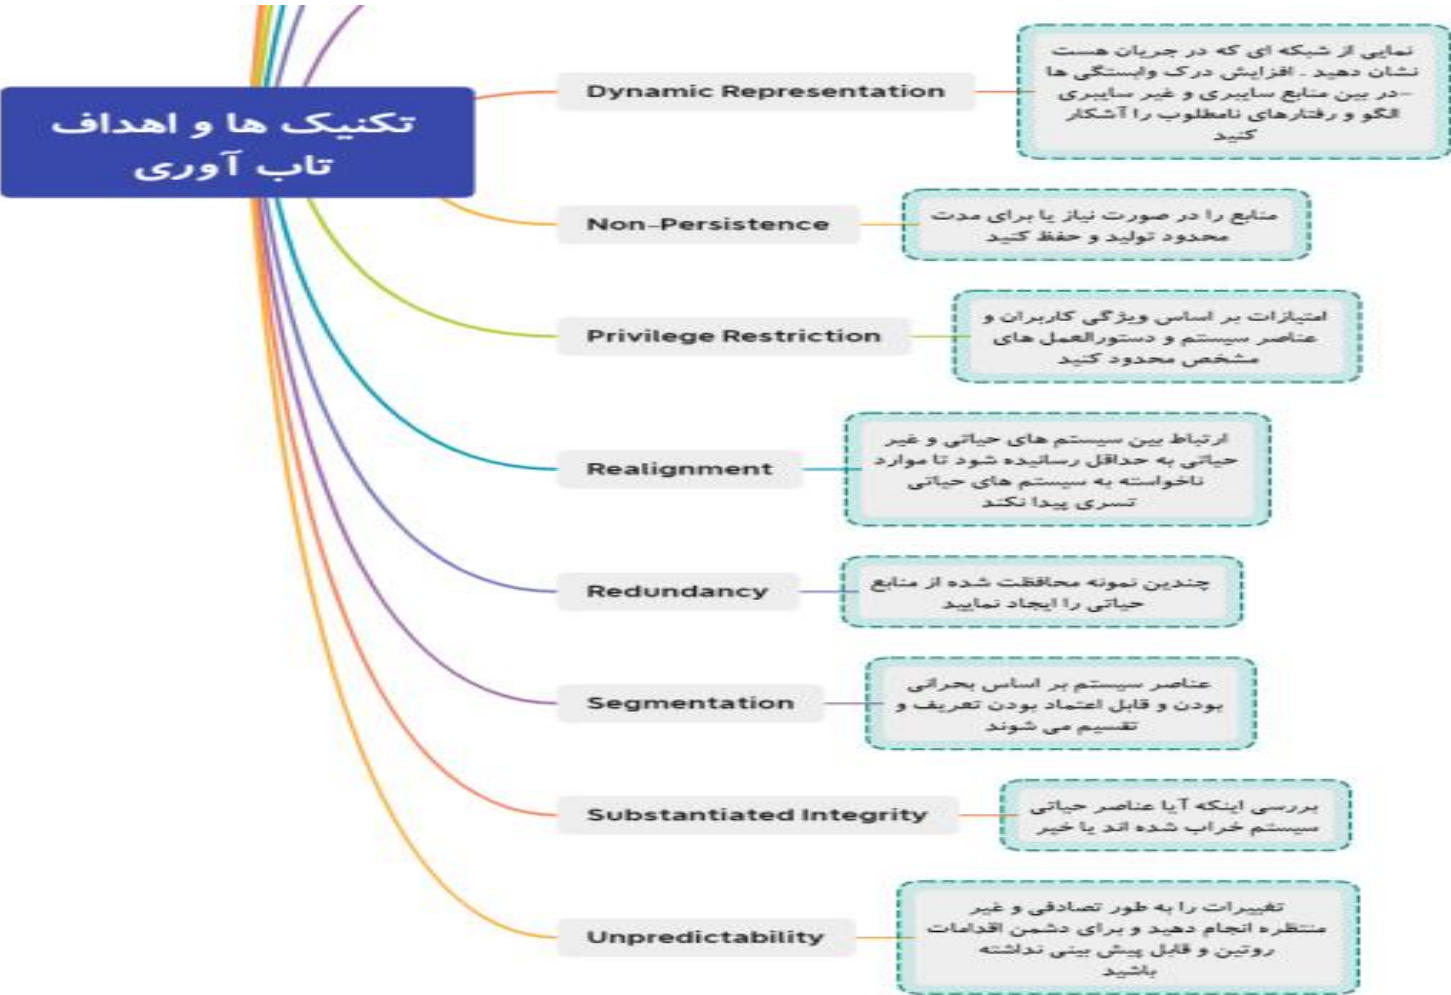 تکنیک ها و اهداف
تاب آوری
Dynamic Representation
نمایی از شبکه ای که در جریان هست
نشان دهید . افزایش درک وابستگی ها
-در بین منابع سایبری و غیر سایبری
الگو و رفتارهای نامطلوب را آشکار
کنید
Non-Persistence
منابع را در صورت نیاز یا برای مدت
محدود تولید و حفظ کنید
Privilege Restriction
امتیازات بر اساس ویژگی کاربران و
عناصر سیستم و دستورالعمل های
مشخص محدود کنید
Realignment
ارتباط بین سیستم های حیاتی و غیر
حیاتی به حداقل رسانیده شود تا موارد
ناخواسته به سیستم های حیاتی
تسری پیدا نکند
Redundancy
چندین نمونه محافظت شده از منابع
حیاتی را ایجاد نمایید
Segmentation
عناصر سیستم بر اساس بحرانی
بودن و قابل اعتماد بودن تعریف و
تقسیم می شوند
Substantiated Integrity
بررسی اینکه آیا عناصر حیاتی
سیستم خراب شده اند یا خیر
Unpredictability
تغییرات را به طور تصادفی و غیر
منتظره انجام دهید و برای دشمن اقدامات
روتین و قابل پیش بینی نداشته
باشید